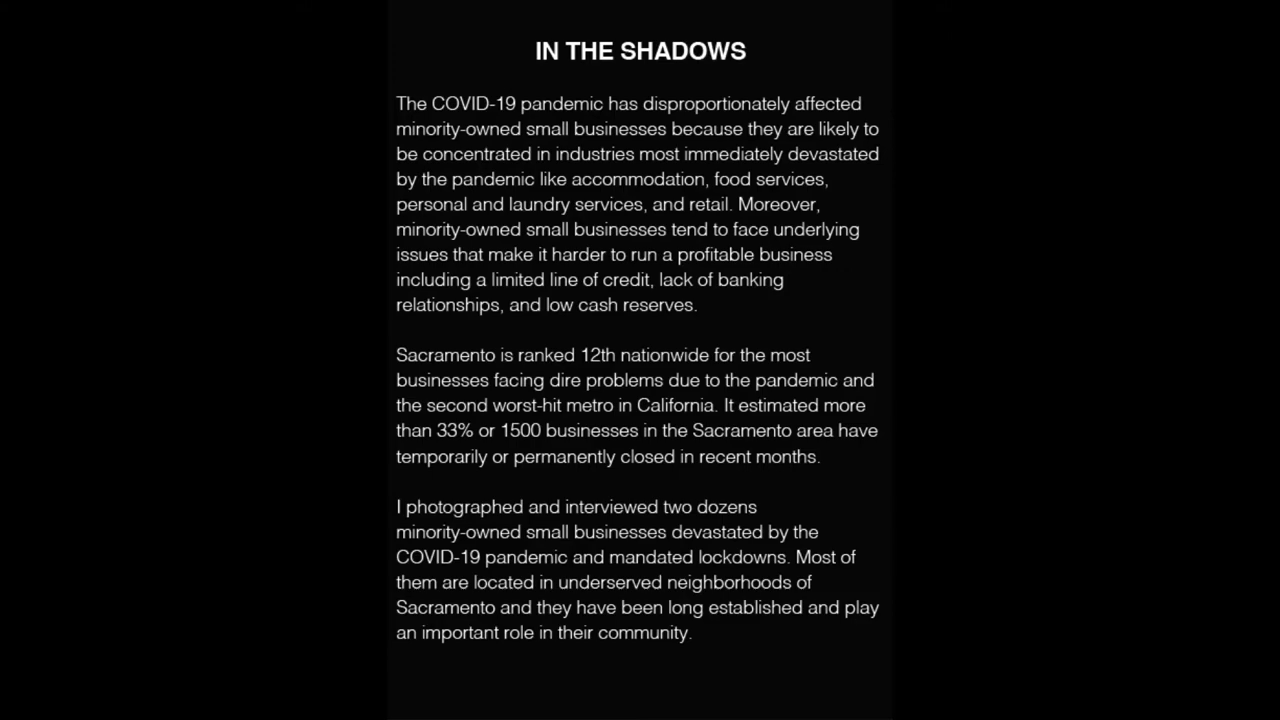 IN THE SHADOWS
The COVID-19 pandemic has disproportionately affected
minority-owned small businesses because they are likely to
be concentrated in industries most immediately devastated
by the pandemic like accommodation, food services,
personal and laundry services, and retail. Moreover,
minority-owned small businesses tend to face underlying
issues that make it harder to run a profitable business
including a limited line of credit, lack of banking
relationships, and low cash reserves.
Sacramento is ranked 12th nationwide for the most
businesses facing dire problems due to the pandemic and
the second worst-hit metro in California. It estimated more
than 33% or 1500 businesses in the Sacramento area have
temporarily or permanently closed in recent months.
I photographed and interviewed two dozens
minority-owned small businesses devastated by the
COVID-19 pandemic and mandated lockdowns. Most of
them are located in underserved neighborhoods of
Sacramento and they have been long established and play
an important role in their community.